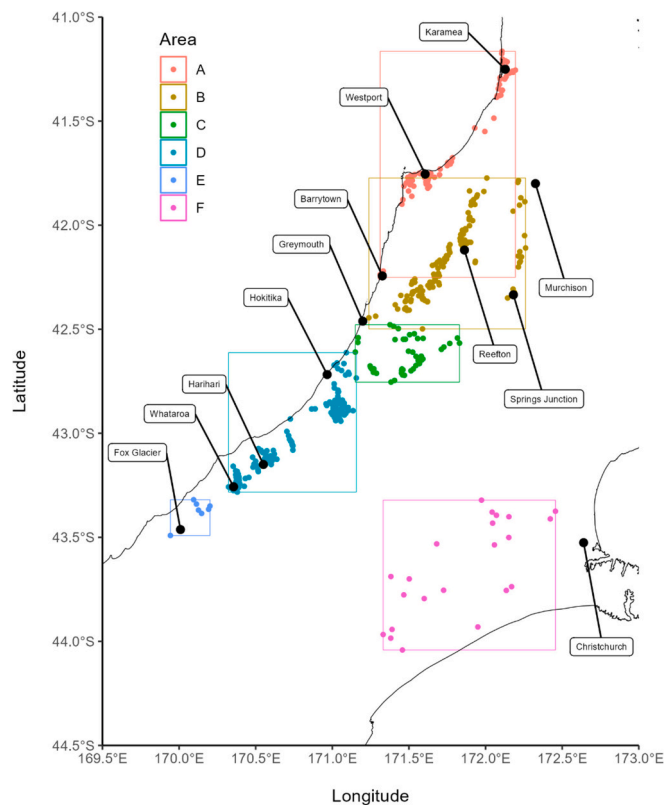 41.0°S
Area
A
B
C
D
E
F
Karamea
41.5°S
Westport
Barrytown
42.0°S
Greymouth
Murchison
Hokitika
42.5°S
Reefton
Harihari
Springs Junction
Whataroa
43.0°S
Fox Glacier
43.5°S
44.0°S
Christchurch
44.5°S
Latitude
169.5°E 170.0°E 170.5°E 171.0°E 171.5°E 172.0°E 172.5°E 173.0°E
Longitude